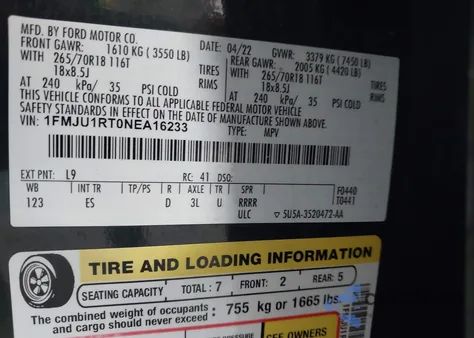 MFD. BY FORD MOTOR CO.
DATE: 04/22 GVWR: 3379 KG (7450 LB)
FRONT GAWR: 1610 KG (3550 LB) REAR GAWR: 2005 KG (4420 LB)
265/70R18 116T TIRES 265/70R18 116T
18x8.5J RIMS 18x8.5J
AT 240 kPa/ 35 PSI COLD AT 240 kPa/ 35 PSI COLD
THIS VEHICLE CONFORMS TO ALL APPLICABLE FEDERAL MOTOR VEHICLE
SAFETY STANDARDS IN EFFECT ON THE DATE OF MANUFACTURE SHOWN ABOVE.
VIN: 1FMJU1RT0NEA16233
TYPE: MPV
EXT PNT: L9 RC: 41 DSO:
WB INT TR TP/PS R AXLE TR SPR F0440
123 ES D 3L U RRRR T0441
ULC ▿ 5U5A-3520472-AA
TIRE AND LOADING INFORMATION
SEATING CAPACITY TOTAL: 7 FRONT: 2 REAR: 5
The combined weight of occupants and cargo should never exceed: 755 kg or 1665 lbs.
SEE OWNERS